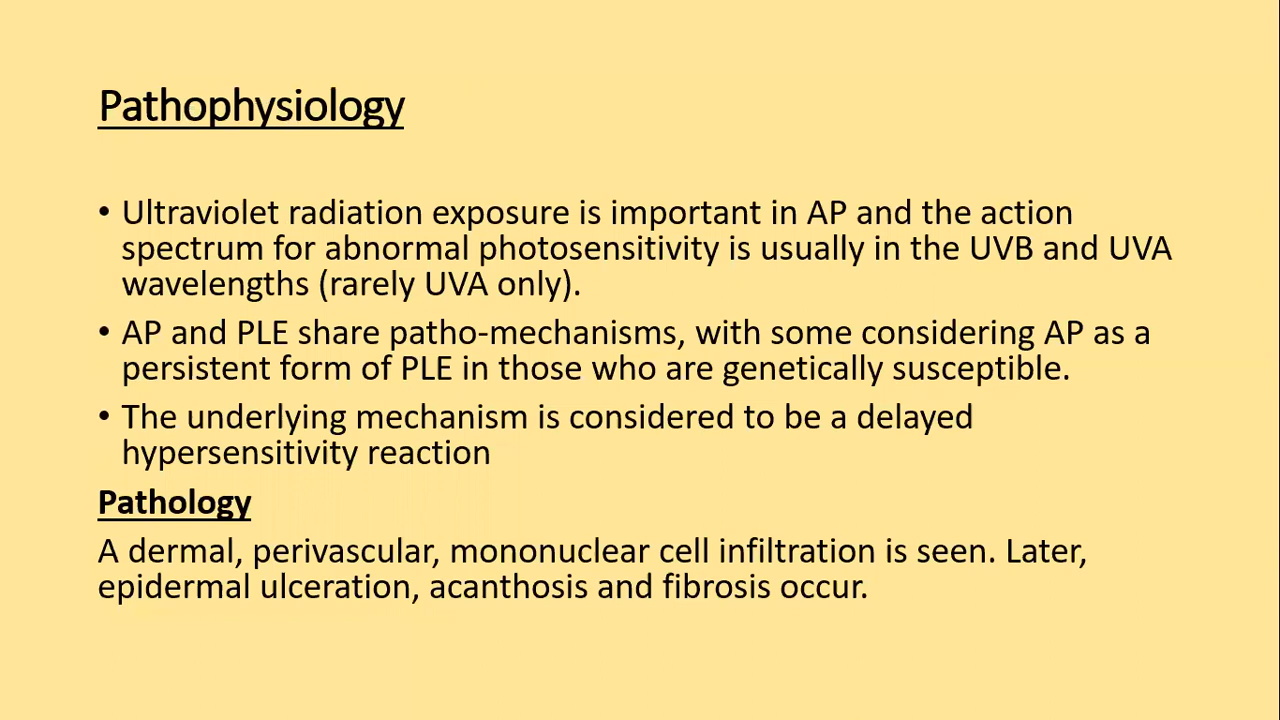 Pathophysiology
• Ultraviolet radiation exposure is important in AP and the action
spectrum for abnormal photosensitivity is usually in the UVB and UVA
wavelengths (rarely UVA only).
• AP and PLE share patho-mechanisms, with some considering AP as a
persistent form of PLE in those who are genetically susceptible.
• The underlying mechanism is considered to be a delayed
hypersensitivity reaction
Pathology
A dermal, perivascular, mononuclear cell infiltration is seen. Later,
epidermal ulceration, acanthosis and fibrosis occur.